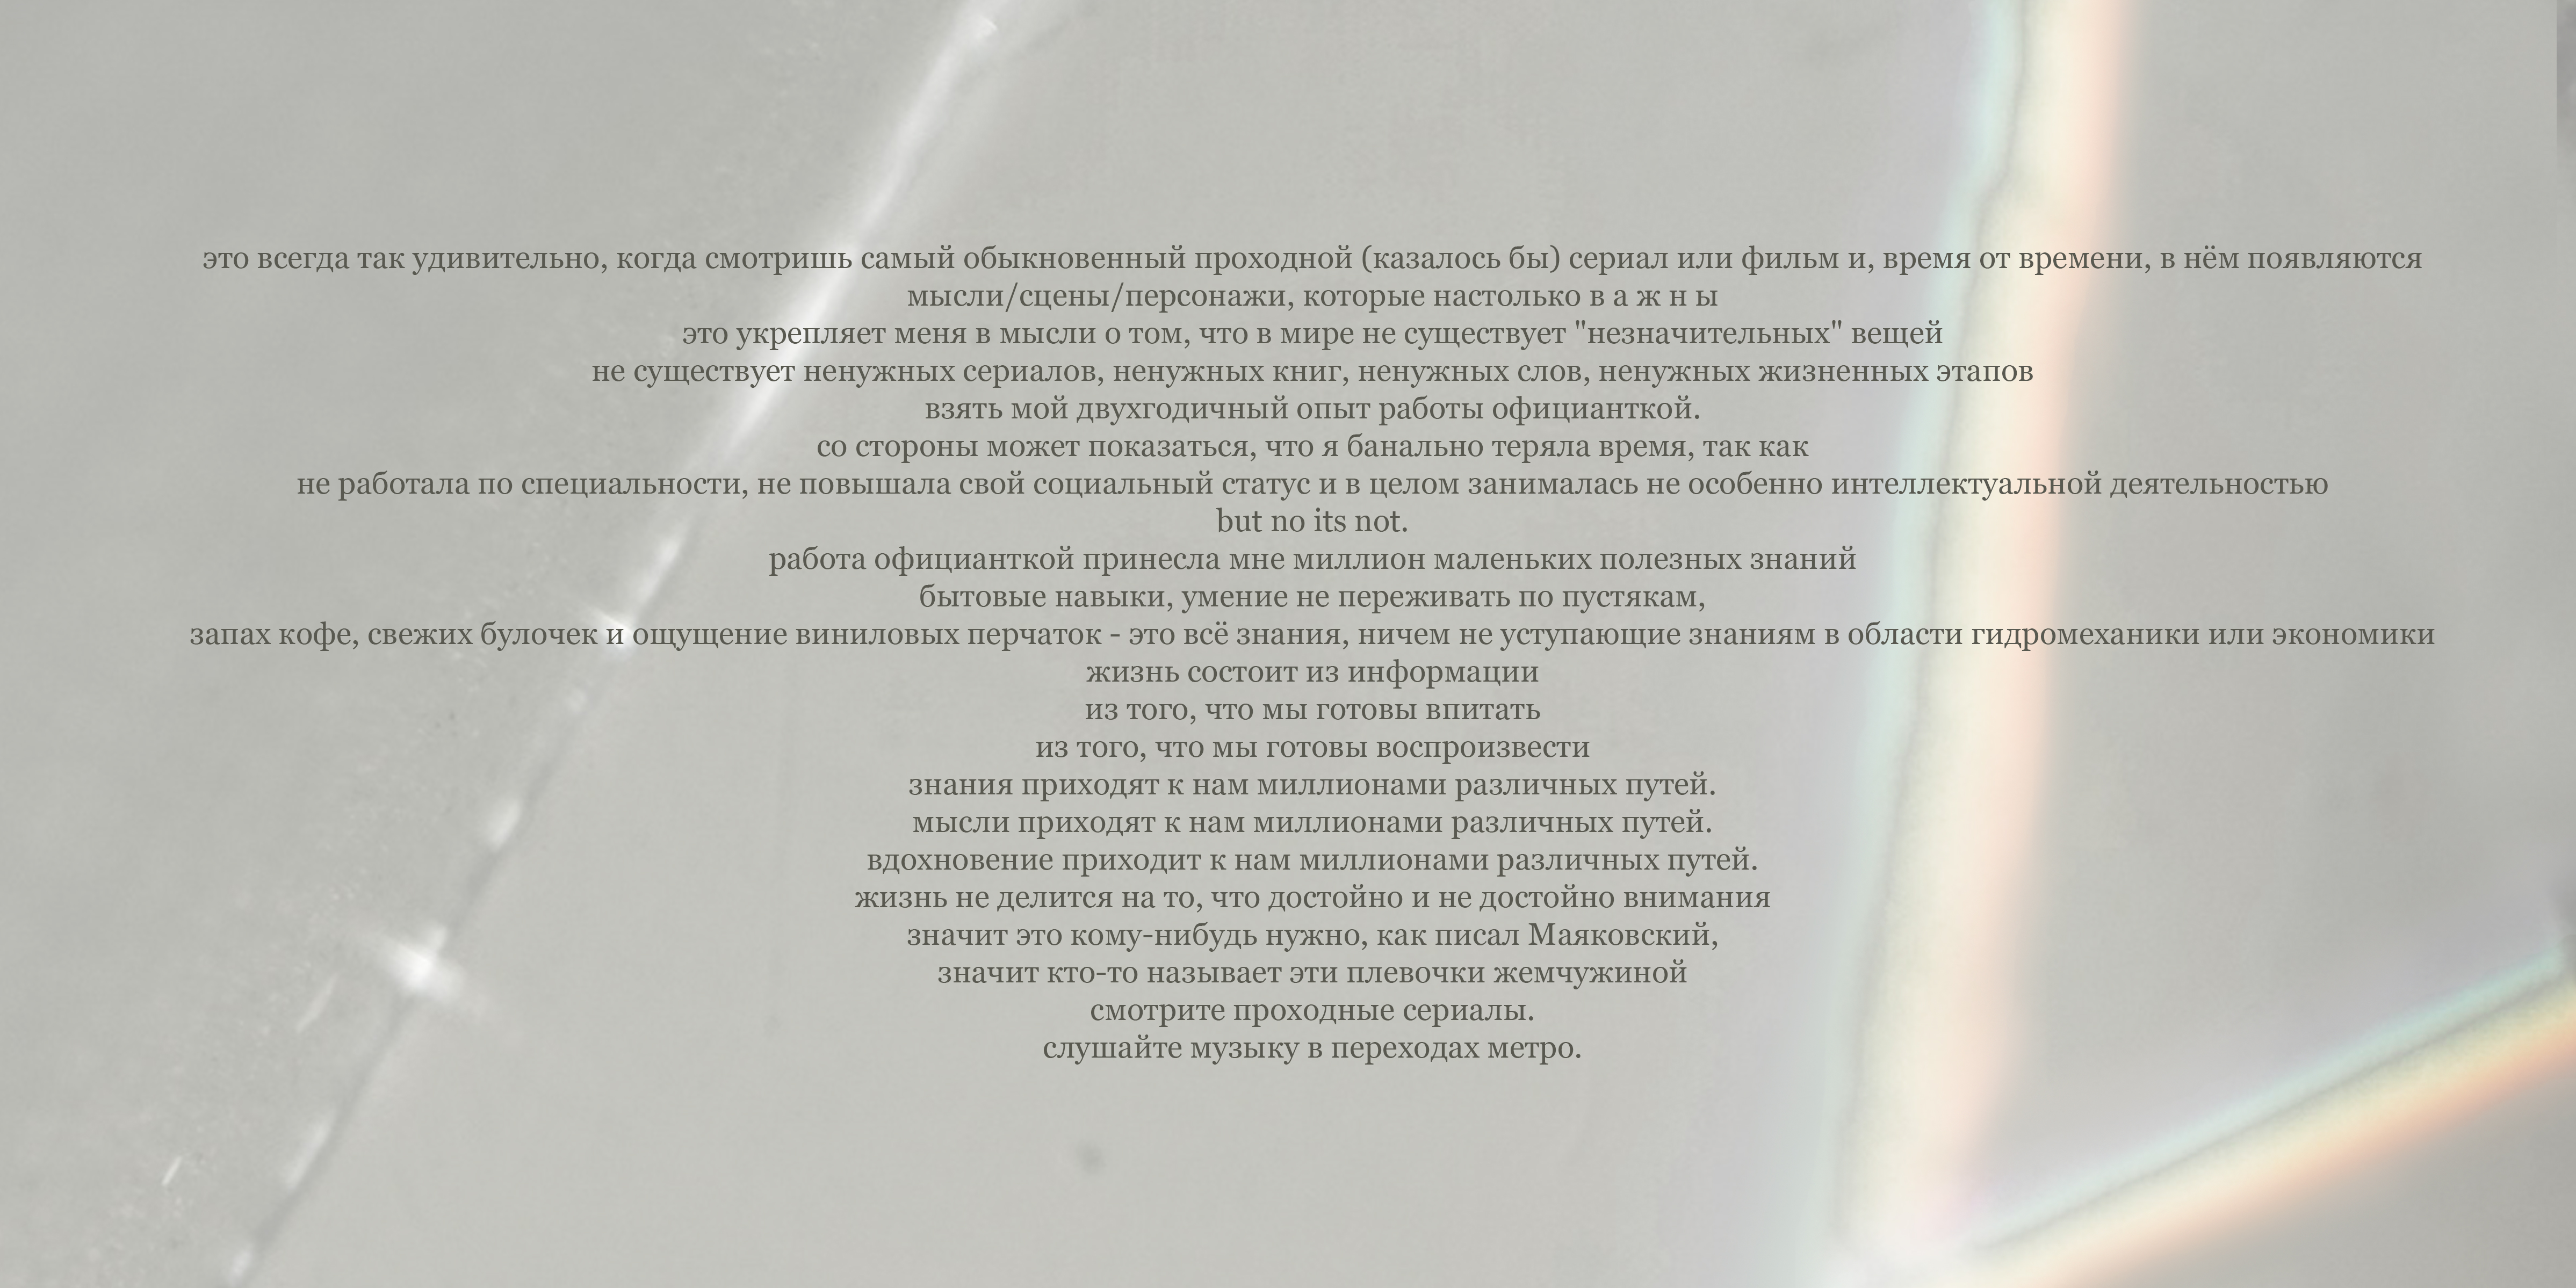 это всегда так удивительно, когда смотришь самый обыкновенный проходной (казалось бы) сериал или фильм и, время от времени, в нём появляются
мысли/сцены/персонажи, которые настолько в а ж н ы
это укрепляет меня в мысли о том, что в мире не существует "незначительных" вещей
не существует ненужных сериалов, ненужных книг, ненужных слов, ненужных жизненных этапов
взять мой двухгодичный опыт работы официанткой.
со стороны может показаться, что я банально теряла время, так как
не работала по специальности, не повышала свой социальный статус и в целом занималась не особенно интеллектуальной деятельностью
but no its not.
работа официанткой принесла мне миллион маленьких полезных знаний
бытовые навыки, умение не переживать по пустякам,
запах кофе, свежих булочек и ощущение виниловых перчаток - это всё знания, ничем не уступающие знаниям в области гидромеханики или экономики
жизнь состоит из информации
из того, что мы готовы впитать
из того, что мы готовы воспроизвести
знания приходят к нам миллионами различных путей.
мысли приходят к нам миллионами различных путей.
вдохновение приходит к нам миллионами различных путей.
жизнь не делится на то, что достойно и не достойно внимания
значит это кому-нибудь нужно, как писал Маяковский,
значит кто-то называет эти плевочки жемчужиной
смотрите проходные сериалы.
слушайте музыку в переходах метро.